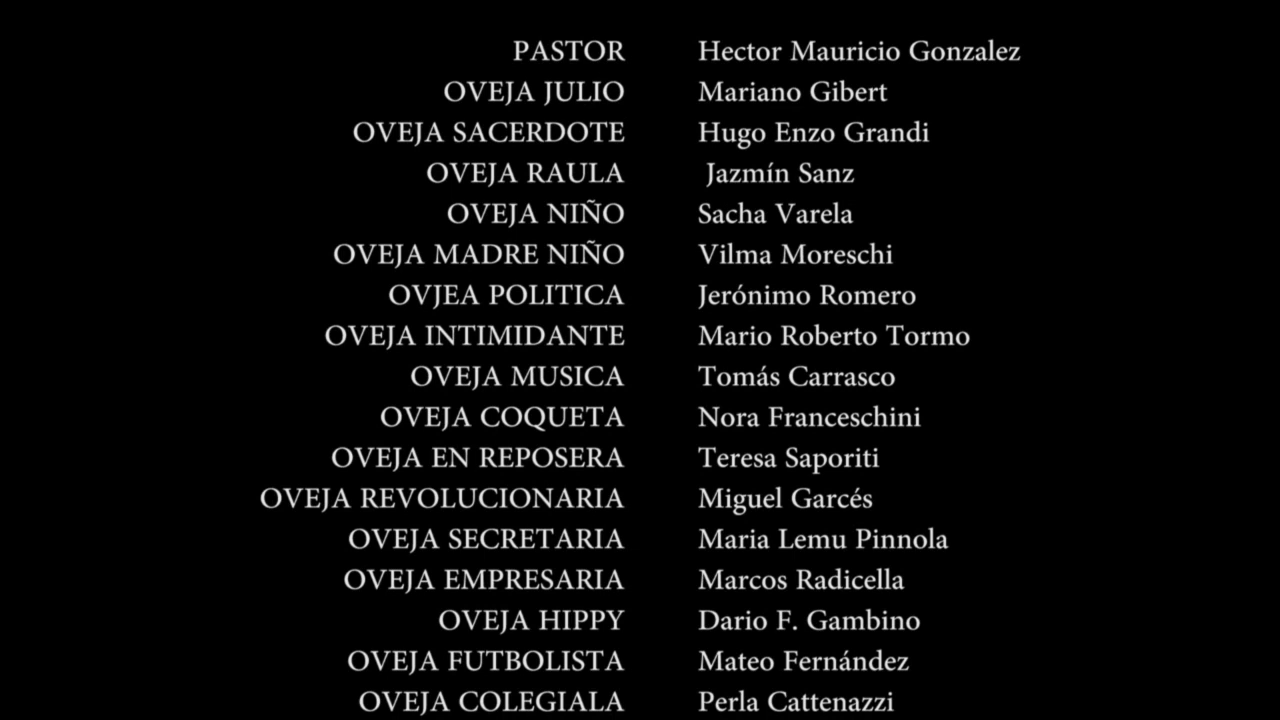 PASTOR Hector Mauricio Gonzalez
OVEJA JULIO Mariano Gibert
OVEJA SACERDOTE Hugo Enzo Grandi
OVEJA RAULA Jazmín Sanz
OVEJA NIÑO Sacha Varela
OVEJA MADRE NIÑO Vilma Moreschi
OVJEA POLITICA Jerónimo Romero
OVEJA INTIMIDANTE Mario Roberto Tormo
OVEJA MUSICA Tomás Carrasco
OVEJA COQUETA Nora Franceschini
OVEJA EN REPOSERA Teresa Saporiti
OVEJA REVOLUCIONARIA Miguel Garcés
OVEJA SECRETARIA Maria Lemu Pinnola
OVEJA EMPRESARIA Marcos Radicella
OVEJA HIPPY Dario F. Gambino
OVEJA FUTBOLISTA Mateo Fernández
OVEJA COLEGIALA Perla Cattenazzi